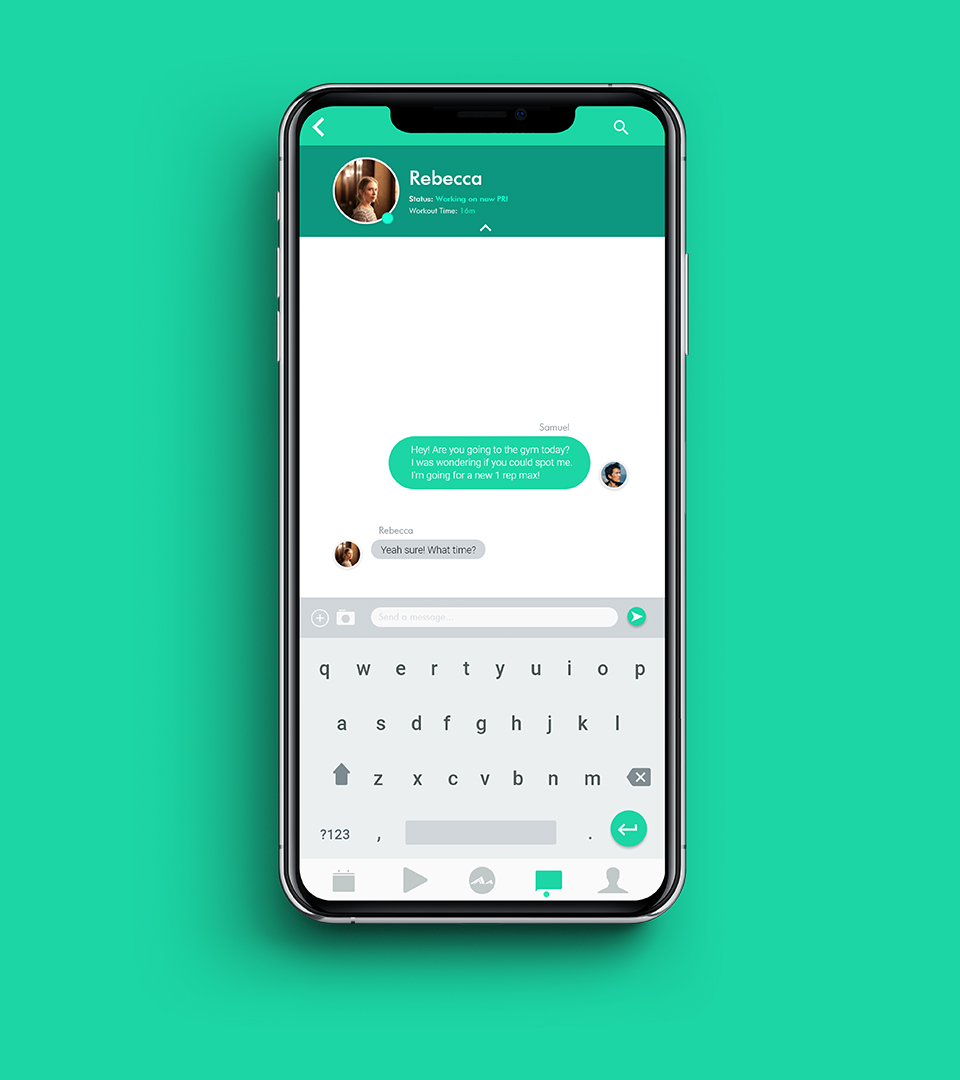 Rebecca
Status: Working on new PR!
Workout Time: 16m
Samuel
Hey! Are you going to the gym today?
I was wondering if you could spot me.
I'm going for a new 1 rep max!
Rebecca
Yeah sure! What time?
Send a message...
q w e r t y u i o p
a s d f g h j k l
z x c v b n m
?123 , .